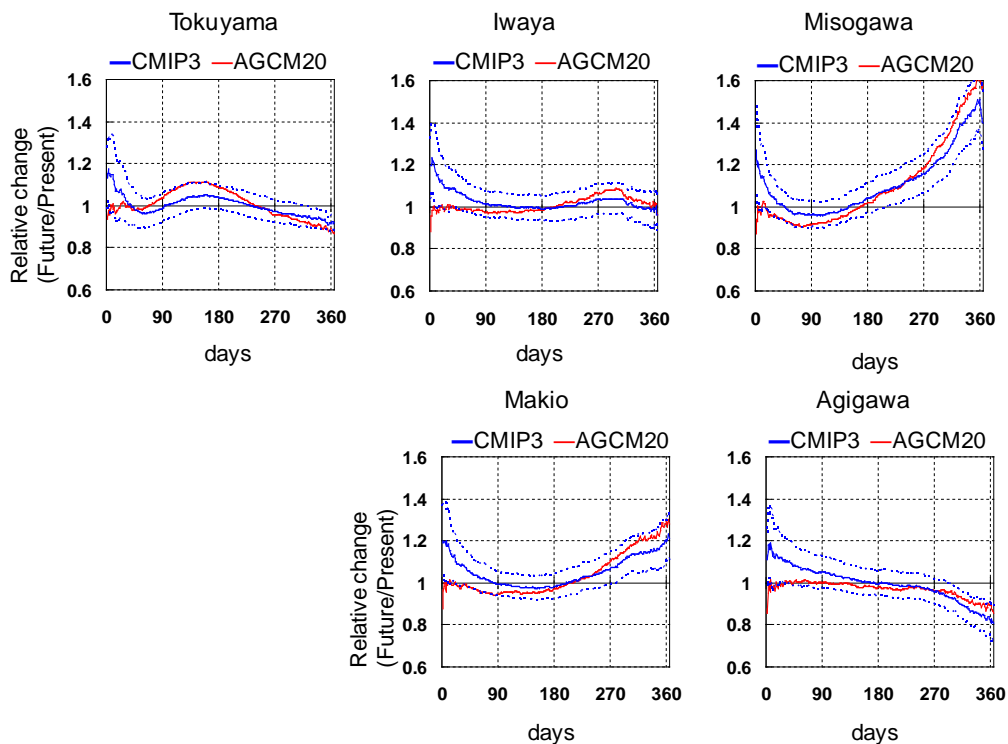 Tokuyama
Iwaya
Misogawa
CMIP3 AGCM20
CMIP3 AGCM20
CMIP3 AGCM20
Relative change
(Future/Present)
1.6
1.4
1.2
1
0.8
0.6
0 90 180 270 360
days
1.6
1.4
1.2
1
0.8
0.6
0 90 180 270 360
days
1.6
1.4
1.2
1
0.8
0.6
0 90 180 270 360
days
Makio
Agigawa
CMIP3 AGCM20
CMIP3 AGCM20
Relative change
(Future/Present)
1.6
1.4
1.2
1
0.8
0.6
0 90 180 270 360
days
1.6
1.4
1.2
1
0.8
0.6
0 90 180 270 360
days